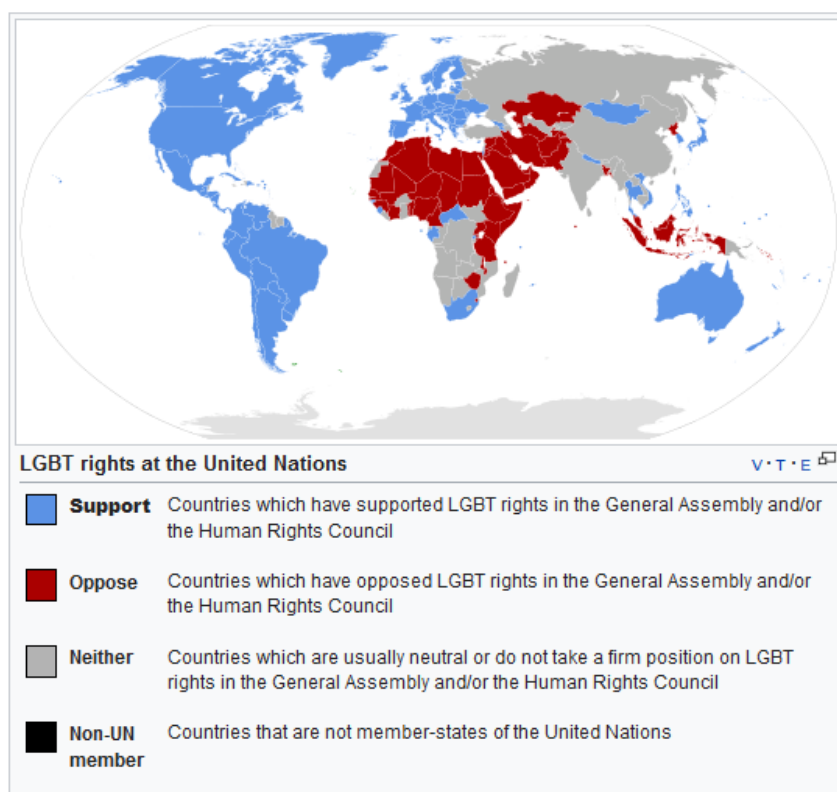 LGBT rights at the United Nations
V·T·E
Support
Countries which have supported LGBT rights in the General Assembly and/or
the Human Rights Council
Oppose
Countries which have opposed LGBT rights in the General Assembly and/or
the Human Rights Council
Neither
Countries which are usually neutral or do not take a firm position on LGBT
rights in the General Assembly and/or the Human Rights Council
Non-UN
member
Countries that are not member-states of the United Nations